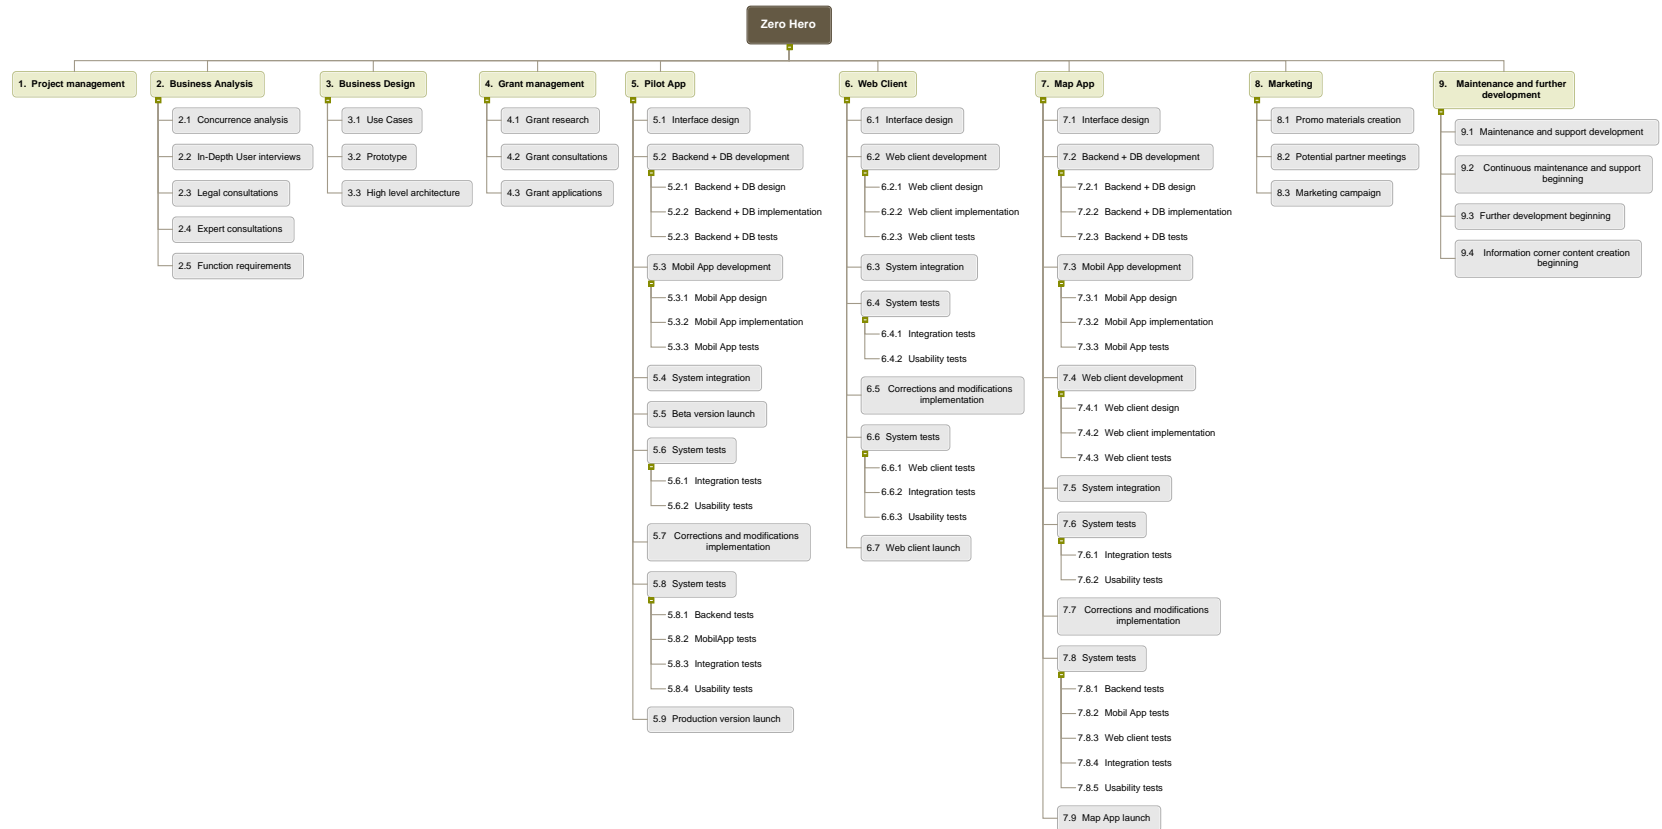 Zero Hero
1. Project management
2. Business Analysis
2.1 Concurrence analysis
2.2 In-Depth User interviews
2.3 Legal consultations
2.4 Expert consultations
2.5 Function requirements
3. Business Design
3.1 Use Cases
3.2 Prototype
3.3 High level architecture
4. Grant management
4.1 Grant research
4.2 Grant consultations
4.3 Grant applications
5. Pilot App
5.1 Interface design
5.2 Backend + DB development
5.2.1 Backend + DB design
5.2.2 Backend + DB implementation
5.2.3 Backend + DB tests
5.3 Mobil App development
5.3.1 Mobil App design
5.3.2 Mobil App implementation
5.3.3 Mobil App tests
5.4 System integration
5.5 Beta version launch
5.6 System tests
5.6.1 Integration tests
5.6.2 Usability tests
5.7 Corrections and modifications
implementation
5.8 System tests
5.8.1 Backend tests
5.8.2 MobilApp tests
5.8.3 Integration tests
5.8.4 Usability tests
5.9 Production version launch
6. Web Client
6.1 Interface design
6.2 Web client development
6.2.1 Web client design
6.2.2 Web client implementation
6.2.3 Web client tests
6.3 System integration
6.4 System tests
6.4.1 Integration tests
6.4.2 Usability tests
6.5 Corrections and modifications
implementation
6.6 System tests
6.6.1 Web client tests
6.6.2 Integration tests
6.6.3 Usability tests
6.7 Web client launch
7. Map App
7.1 Interface design
7.2 Backend + DB development
7.2.1 Backend + DB design
7.2.2 Backend + DB implementation
7.2.3 Backend + DB tests
7.3 Mobil App development
7.3.1 Mobil App design
7.3.2 Mobil App implementation
7.3.3 Mobil App tests
7.4 Web client development
7.4.1 Web client design
7.4.2 Web client implementation
7.4.3 Web client tests
7.5 System integration
7.6 System tests
7.6.1 Integration tests
7.6.2 Usability tests
7.7 Corrections and modifications
implementation
7.8 System tests
7.8.1 Backend tests
7.8.2 Mobil App tests
7.8.3 Web client tests
7.8.4 Integration tests
7.8.5 Usability tests
7.9 Map App launch
8. Marketing
8.1 Promo materials creation
8.2 Potential partner meetings
8.3 Marketing campaign
9. Maintenance and further
development
9.1 Maintenance and support development
9.2 Continuous maintenance and support
beginning
9.3 Further development beginning
9.4 Information corner content creation
beginning